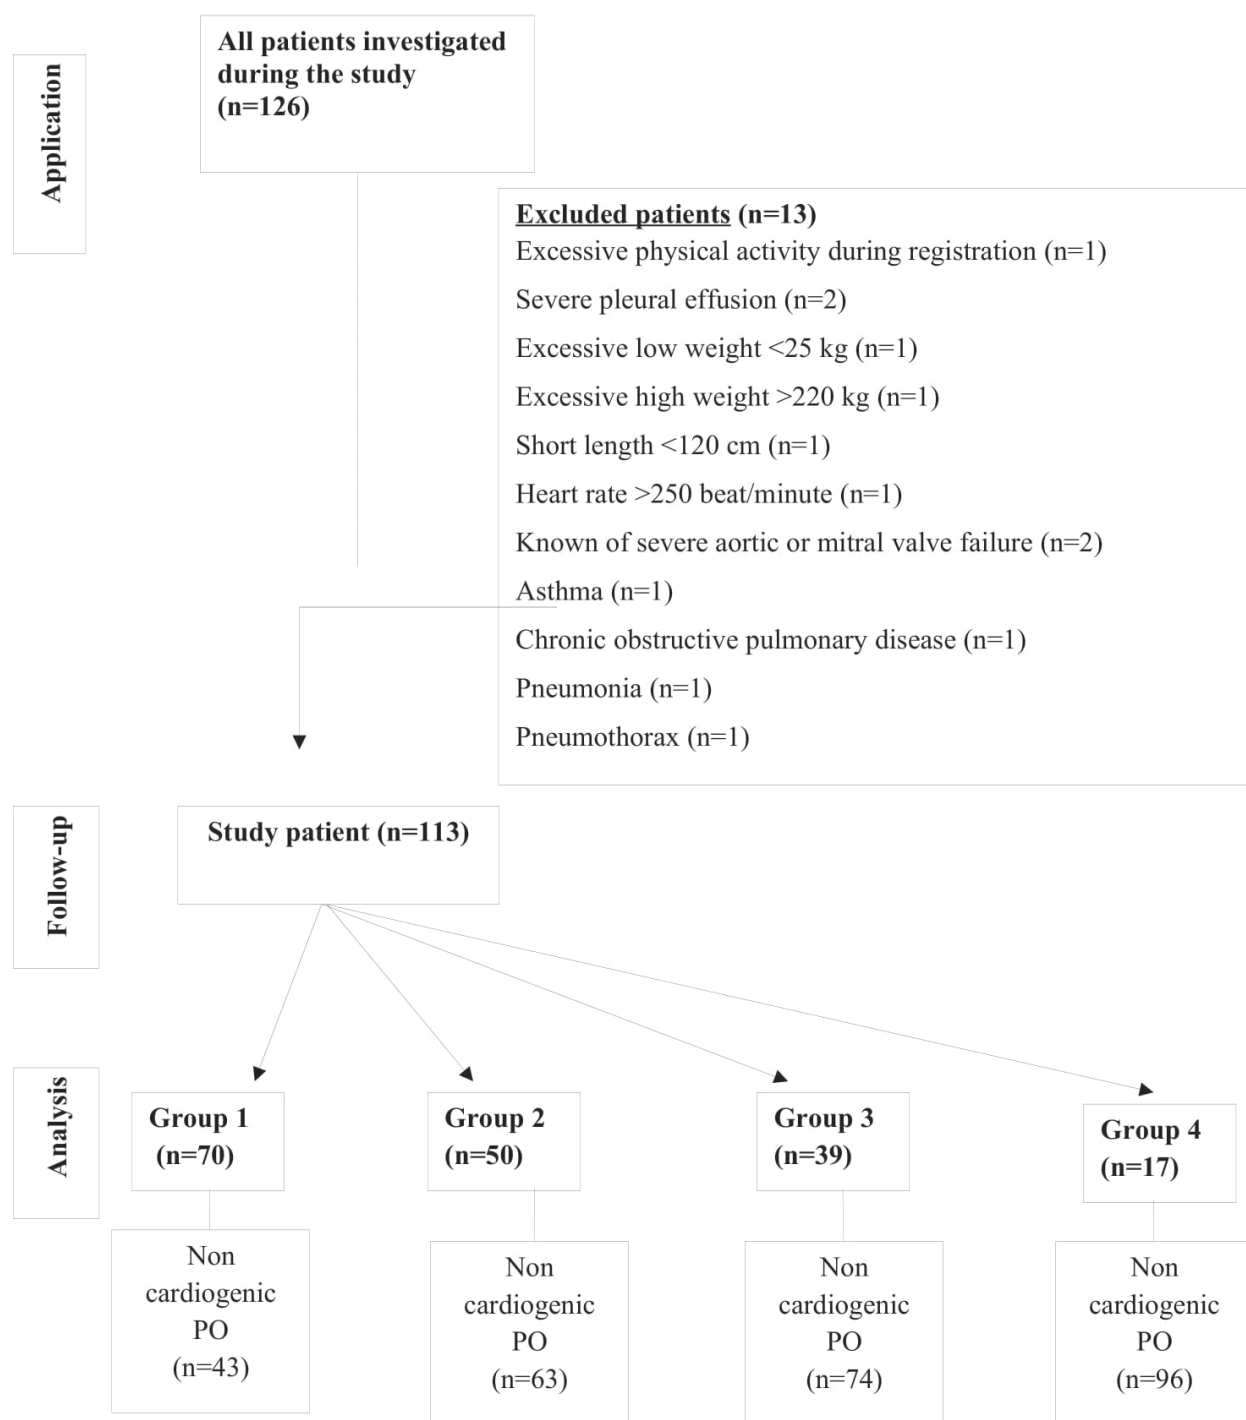 Application
All patients investigated
during the study
(n=126)
Excluded patients (n=13)
Excessive physical activity during registration (n=1)
Severe pleural effusion (n=2)
Excessive low weight <25 kg (n=1)
Excessive high weight >220 kg (n=1)
Short length <120 cm (n=1)
Heart rate >250 beat/minute (n=1)
Known of severe aortic or mitral valve failure (n=2)
Asthma (n=1)
Chronic obstructive pulmonary disease (n=1)
Pneumonia (n=1)
Pneumothorax (n=1)
Follow-up
Study patient (n=113)
Analysis
Group 1
(n=70)
Group 2
(n=50)
Group 3
(n=39)
Group 4
(n=17)
Non
cardiogenic
PO
(n=43)
Non
cardiogenic
PO
(n=63)
Non
cardiogenic
PO
(n=74)
Non
cardiogenic
PO
(n=96)